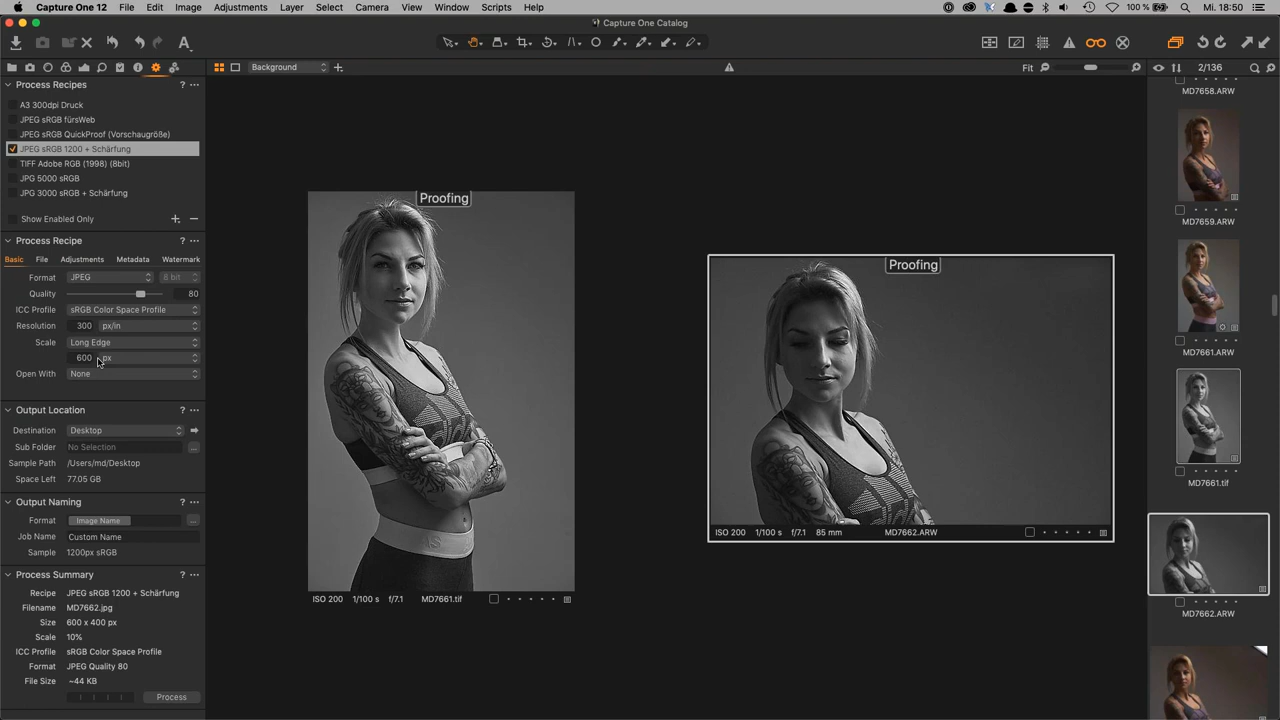 Capture One 12 File Edit Image Adjustments Layer Select Camera View Window Scripts Help 100 % Mi. 18:50
Capture One Catalog
Background Fit 2/136
Process Recipes ? ...
A3 300dpi Druck
JPEG sRGB fürsWeb
JPEG sRGB QuickProof (Vorschaugröße)
JPEG sRGB 1200 + Schärfung
TIFF Adobe RGB (1998) (8bit)
JPG 5000 sRGB
JPG 3000 sRGB + Schärfung
Show Enabled Only + −
Process Recipe ? ...
Basic File Adjustments Metadata Watermark
Format JPEG 8 bit
Quality 80
ICC Profile sRGB Color Space Profile
Resolution 300 px/in
Scale Long Edge
600 px
Open With None
Output Location ? ...
Destination Desktop
Sub Folder No Selection ...
Sample Path /Users/md/Desktop
Space Left 77.05 GB
Output Naming ? ...
Format Image Name ...
Job Name Custom Name
Sample 1200px sRGB
Process Summary ? ...
Recipe JPEG sRGB 1200 + Schärfung
Filename MD7662.jpg
Size 600 x 400 px
Scale 10%
ICC Profile sRGB Color Space Profile
Format JPEG Quality 80
File Size ~44 KB
Process
Proofing
ISO 200 1/100 s f/7.1 MD7661.tif
Proofing
ISO 200 1/100 s f/7.1 85 mm MD7662.ARW
MD7658.ARW
MD7659.ARW
MD7661.ARW
MD7661.tif
MD7662.ARW